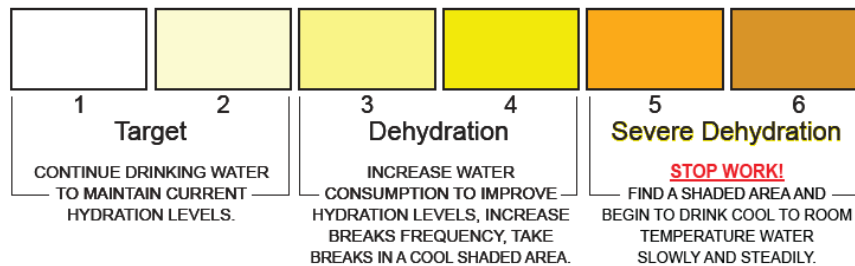 1 2 3 4 5 6
Target Dehydration Severe Dehydration
CONTINUE DRINKING WATER
TO MAINTAIN CURRENT
HYDRATION LEVELS.
INCREASE WATER
CONSUMPTION TO IMPROVE
HYDRATION LEVELS, INCREASE
BREAKS FREQUENCY, TAKE
BREAKS IN A COOL SHADED AREA.
STOP WORK!
FIND A SHADED AREA AND
BEGIN TO DRINK COOL TO ROOM
TEMPERATURE WATER
SLOWLY AND STEADILY.